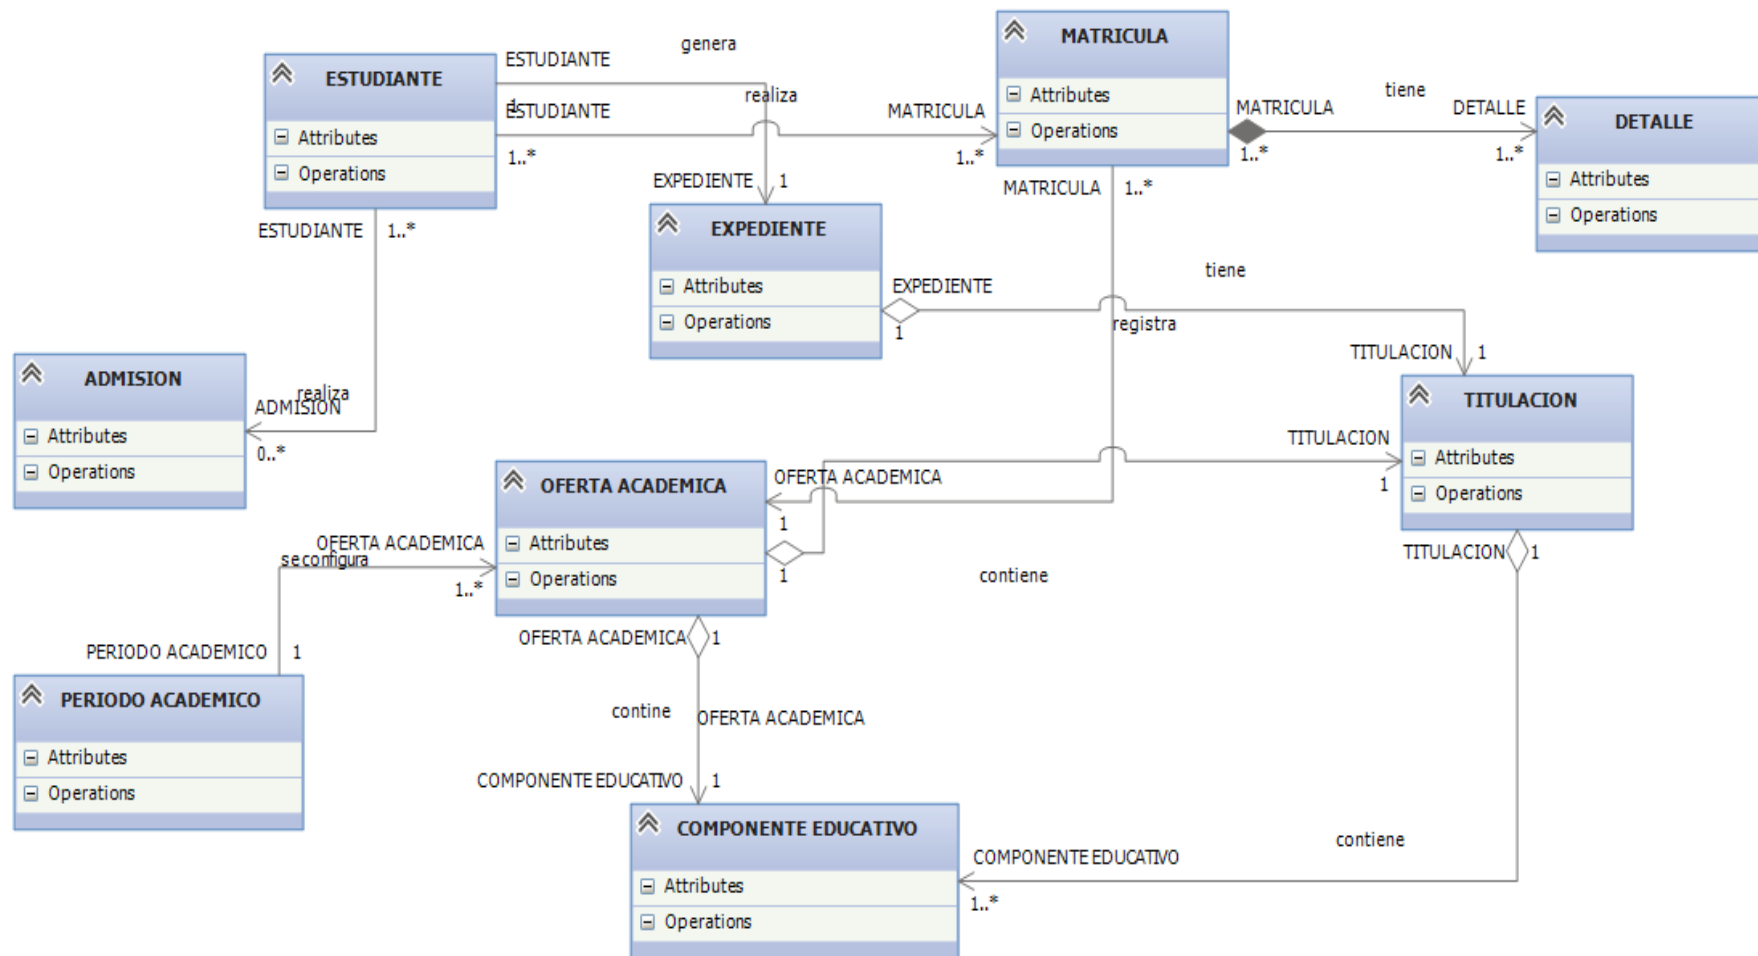 genera
ESTUDIANTE
MATRICULA
ESTUDIANTE
Attributes
Operations
1
realiza
ESTUDIANTE
MATRICULA
1..*
1..*
Attributes
Operations
tiene
MATRICULA
DETALLE
1..*
1..*
DETALLE
Attributes
Operations
EXPEDIENTE
1
MATRICULA
1..*
ESTUDIANTE
1..*
EXPEDIENTE
Attributes
Operations
EXPEDIENTE
1
tiene
registra
TITULACION
1
ADMISION
Attributes
Operations
realiza
ADMISION
0..*
TITULACION
Attributes
Operations
TITULACION
1
OFERTA ACADEMICA
Attributes
Operations
OFERTA ACADEMICA
1
1
OFERTA ACADEMICA
se configura
1..*
contiene
TITULACION
1
OFERTA ACADEMICA
1
PERIODO ACADEMICO
1
PERIODO ACADEMICO
Attributes
Operations
contine
OFERTA ACADEMICA
COMPONENTE EDUCATIVO
1
COMPONENTE EDUCATIVO
Attributes
Operations
contiene
COMPONENTE EDUCATIVO
1..*